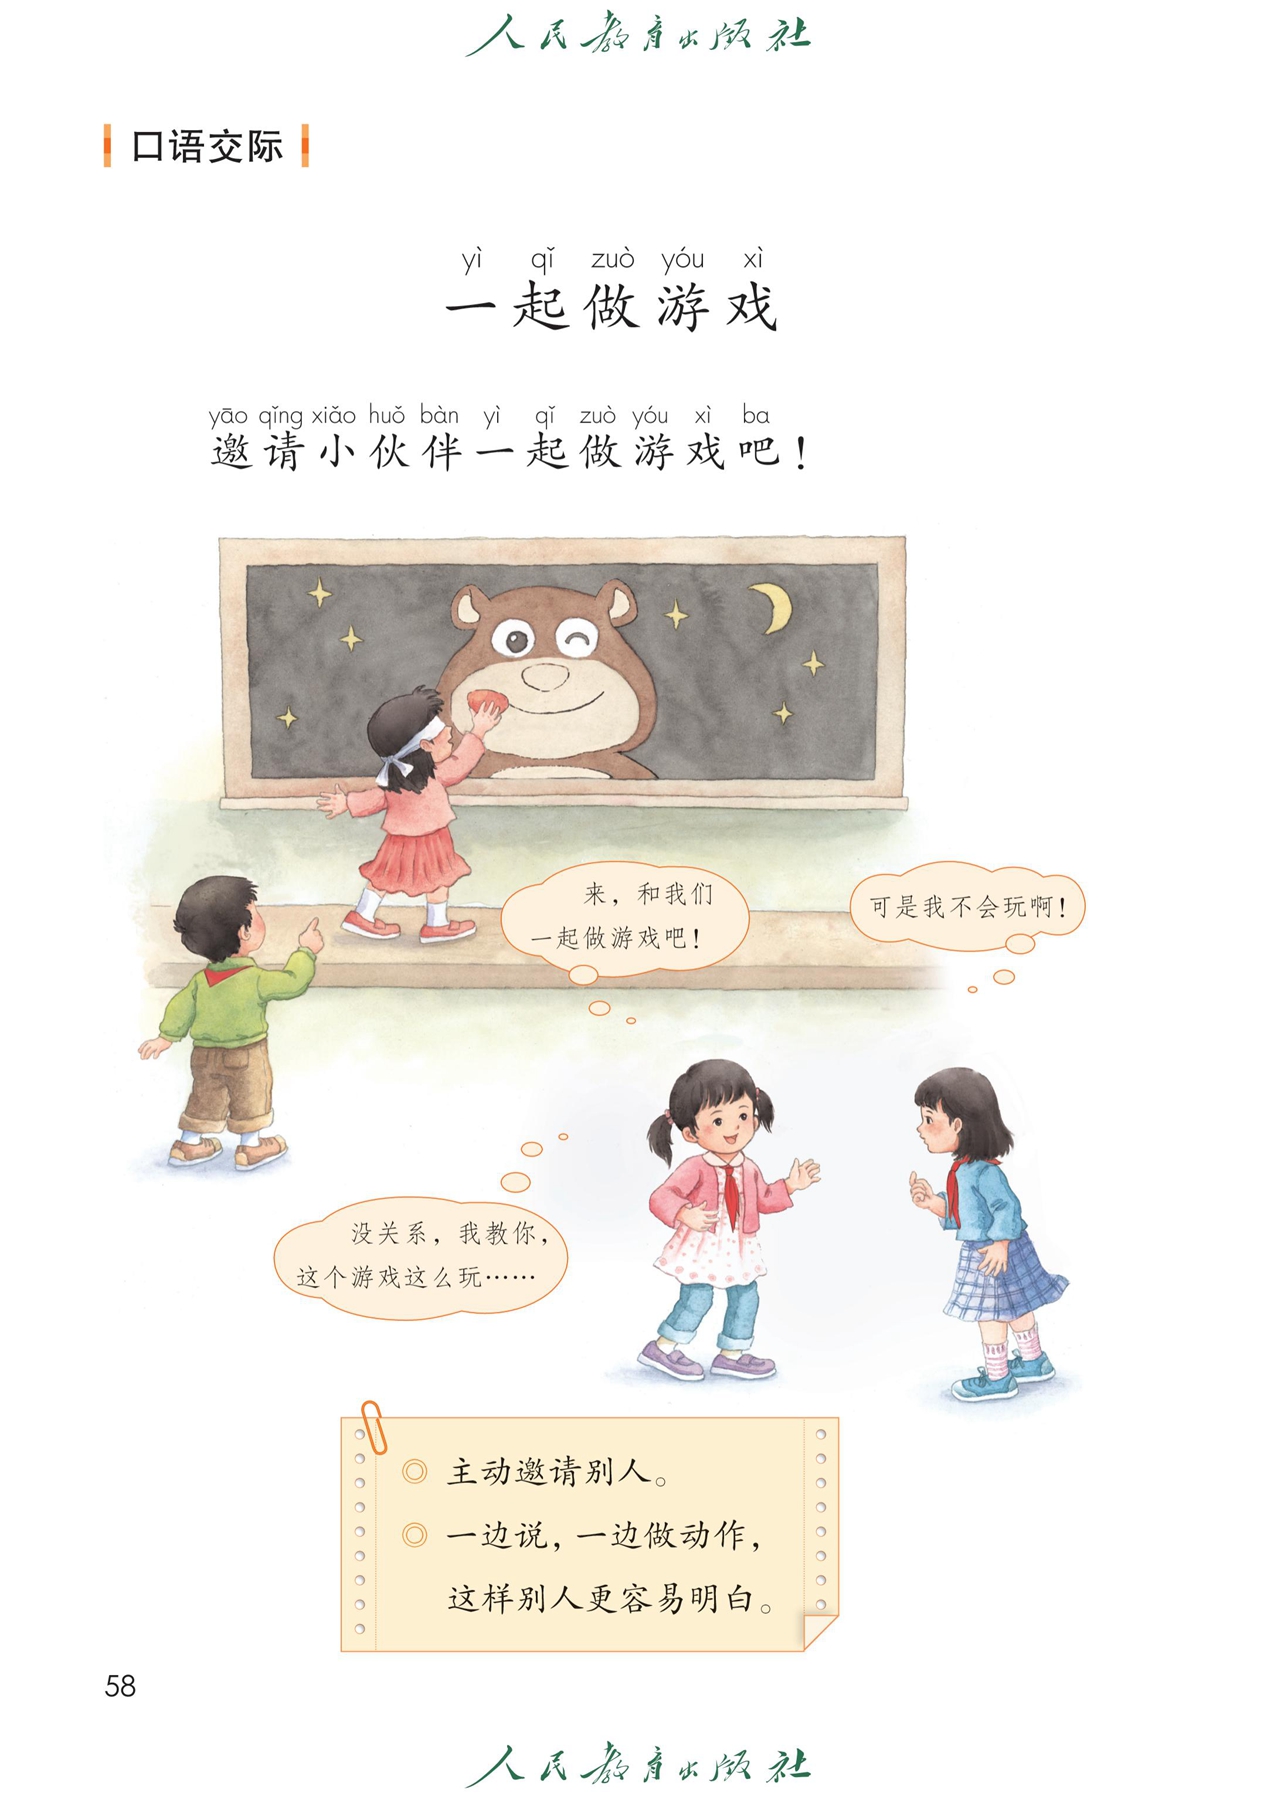 人民教育出版社
口语交际
yì qǐ zuò yóu xì
一起做游戏
yāo qǐng xiǎo huǒ bàn yì qǐ zuò yóu xì ba
邀请小伙伴一起做游戏吧！
来，和我们
一起做游戏吧！
可是我不会玩啊！
没关系，我教你，
这个游戏这么玩……
主动邀请别人。
一边说，一边做动作，
这样别人更容易明白。
58
人民教育出版社